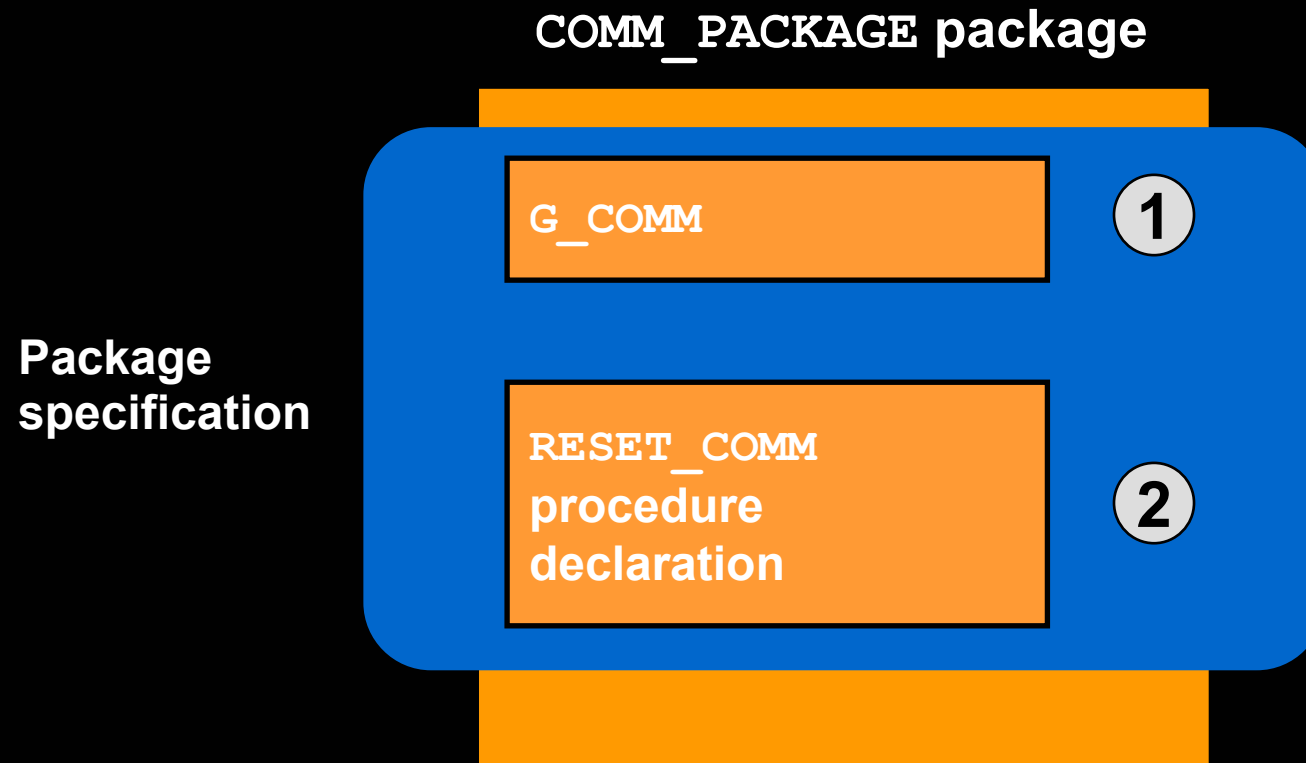 COMM_PACKAGE package
G_COMM
1
Package
specification
RESET_COMM
procedure
declaration
2